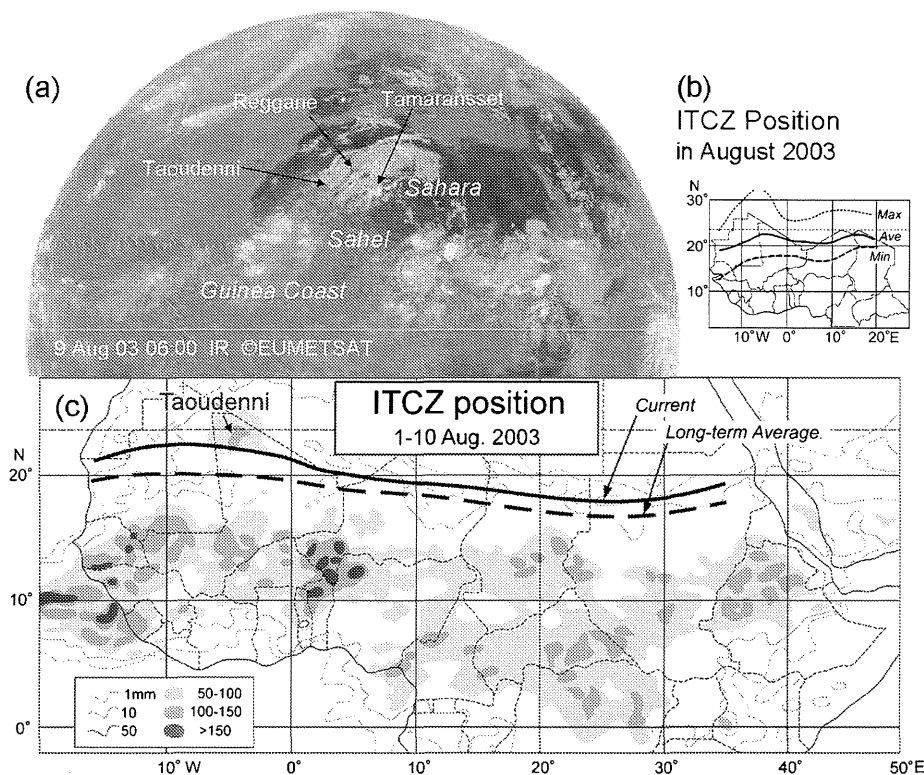 (a)
Reggane
Tamaransset
Taoudenni
Sahara
Sahel
Guinea Coast
9 Aug 03 06:00 IR ©EUMETSAT
(b)
ITCZ Position
in August 2003
N
30°
20°
10°
Max
Ave
Min
10°W 0° 10° 20°E
(c)
Taoudenni
ITCZ position
1-10 Aug. 2003
Current
Long-term Average
N
20°
10°
0°
1mm
10
50
50-100
100-150
>150
10° W 0° 10° 20° 30° 40° 50°E